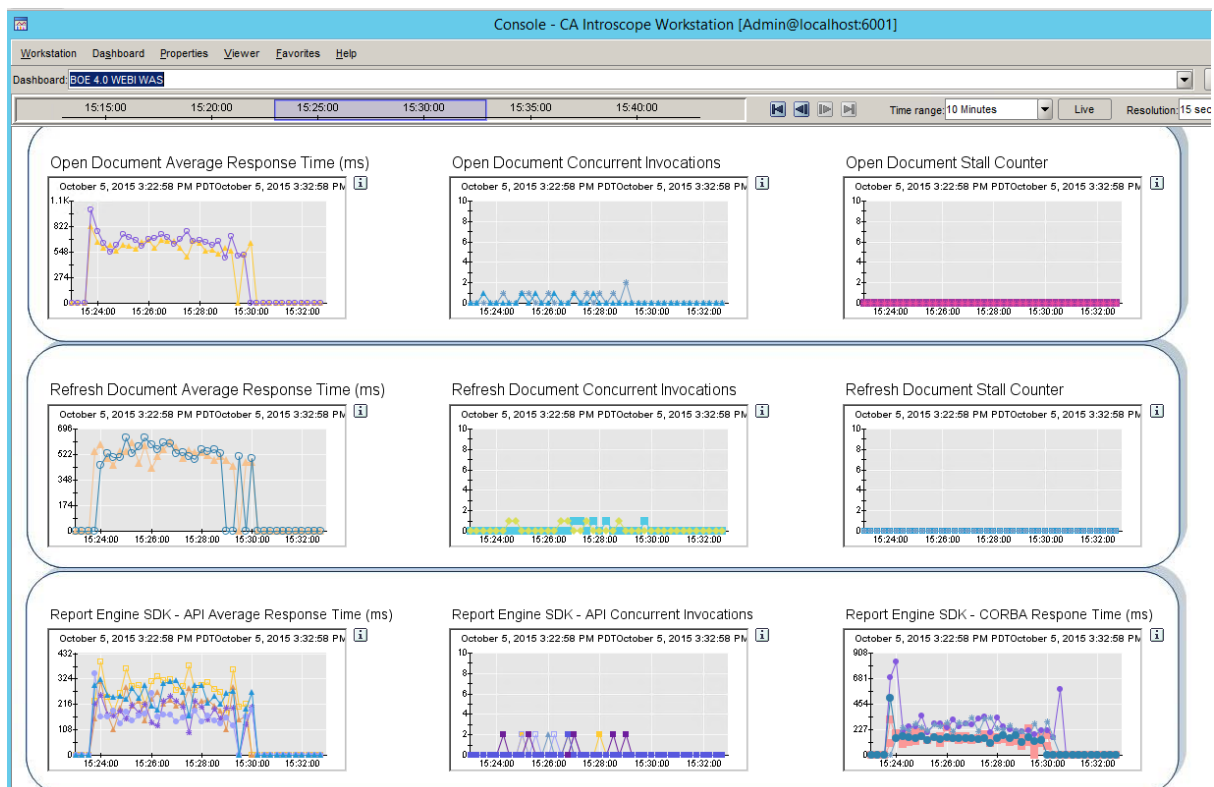 Console - CA Introscope Workstation [Admin@localhost:6001]
Workstation Dashboard Properties Viewer Favorites Help
Dashboard: BOE 4.0 WEBI WAS
15:15:00 15:20:00 15:25:00 15:30:00 15:35:00 15:40:00 Time range: 10 Minutes Live Resolution: 15 sec
Open Document Average Response Time (ms) Open Document Concurrent Invocations Open Document Stall Counter
October 5, 2015 3:22:58 PM PDTOctober 5, 2015 3:32:58 PM October 5, 2015 3:22:58 PM PDTOctober 5, 2015 3:32:58 PM October 5, 2015 3:22:58 PM PDTOctober 5, 2015 3:32:58 PM
1.1K 10 10
822 8 8
6 6
548 4 4
274 2 2
0 0 0
15:24:00 15:26:00 15:28:00 15:30:00 15:32:00 15:24:00 15:26:00 15:28:00 15:30:00 15:32:00 15:24:00 15:26:00 15:28:00 15:30:00 15:32:00
Refresh Document Average Response Time (ms) Refresh Document Concurrent Invocations Refresh Document Stall Counter
October 5, 2015 3:22:58 PM PDTOctober 5, 2015 3:32:58 PM October 5, 2015 3:22:58 PM PDTOctober 5, 2015 3:32:58 PM October 5, 2015 3:22:58 PM PDTOctober 5, 2015 3:32:58 PM
696 10 10
522 8 8
6 6
348 4 4
174 2 2
0 0 0
15:24:00 15:26:00 15:28:00 15:30:00 15:32:00 15:24:00 15:26:00 15:28:00 15:30:00 15:32:00 15:24:00 15:26:00 15:28:00 15:30:00 15:32:00
Report Engine SDK - API Average Response Time (ms) Report Engine SDK - API Concurrent Invocations Report Engine SDK - CORBA Respone Time (ms)
October 5, 2015 3:22:58 PM PDTOctober 5, 2015 3:32:58 PM October 5, 2015 3:22:58 PM PDTOctober 5, 2015 3:32:58 PM October 5, 2015 3:22:58 PM PDTOctober 5, 2015 3:32:58 PM
432 10 908
324 8 681
6
216 4 454
108 2 227
0 0 0
15:24:00 15:26:00 15:28:00 15:30:00 15:32:00 15:24:00 15:26:00 15:28:00 15:30:00 15:32:00 15:24:00 15:26:00 15:28:00 15:30:00 15:32:00